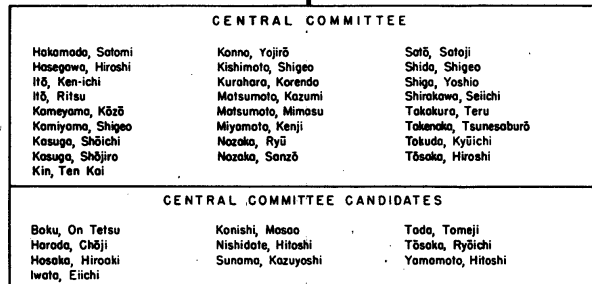 CENTRAL COMMITTEE
Hakamada, Satomi
Hasegawa, Hiroshi
Itō, Ken-ichi
Itō, Ritsu
Kameyama, Kōzō
Kamiyama, Shigeo
Kasuga, Shōichi
Kasuga, Shōjiro
Kin, Ten Kai
Konno, Yojirō
Kishimoto, Shigeo
Kurahara, Korendo
Matsumoto, Kazumi
Matsumoto, Mimasu
Miyamoto, Kenji
Nozaka, Ryū
Nozaka, Sanzō
Satō, Satoji
Shida, Shigeo
Shiga, Yoshio
Shirakawa, Seiichi
Takakura, Teru
Takenaka, Tsunesaburō
Tokuda, Kyūichi
Tōsaka, Hiroshi
CENTRAL COMMITTEE CANDIDATES
Boku, On Tetsu
Harada, Chōji
Hosaka, Hiroaki
Iwata, Eiichi
Konishi, Masao
Nishidate, Hitoshi
Sunama, Kazuyoshi
Tada, Tomeji
Tōsaka, Ryōichi
Yamamoto, Hitoshi